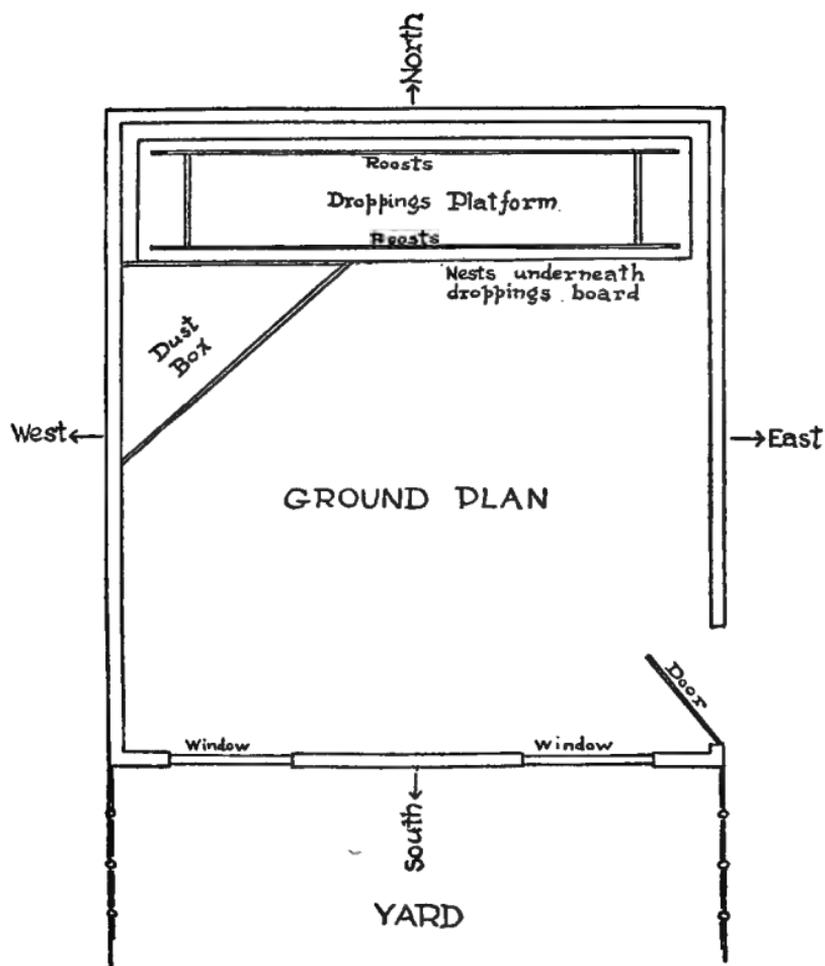 North
Roosts
Droppings Platform.
Roosts
Nests underneath
droppings board
Dust
Box
West
East
GROUND PLAN
Door
Window
Window
South
YARD